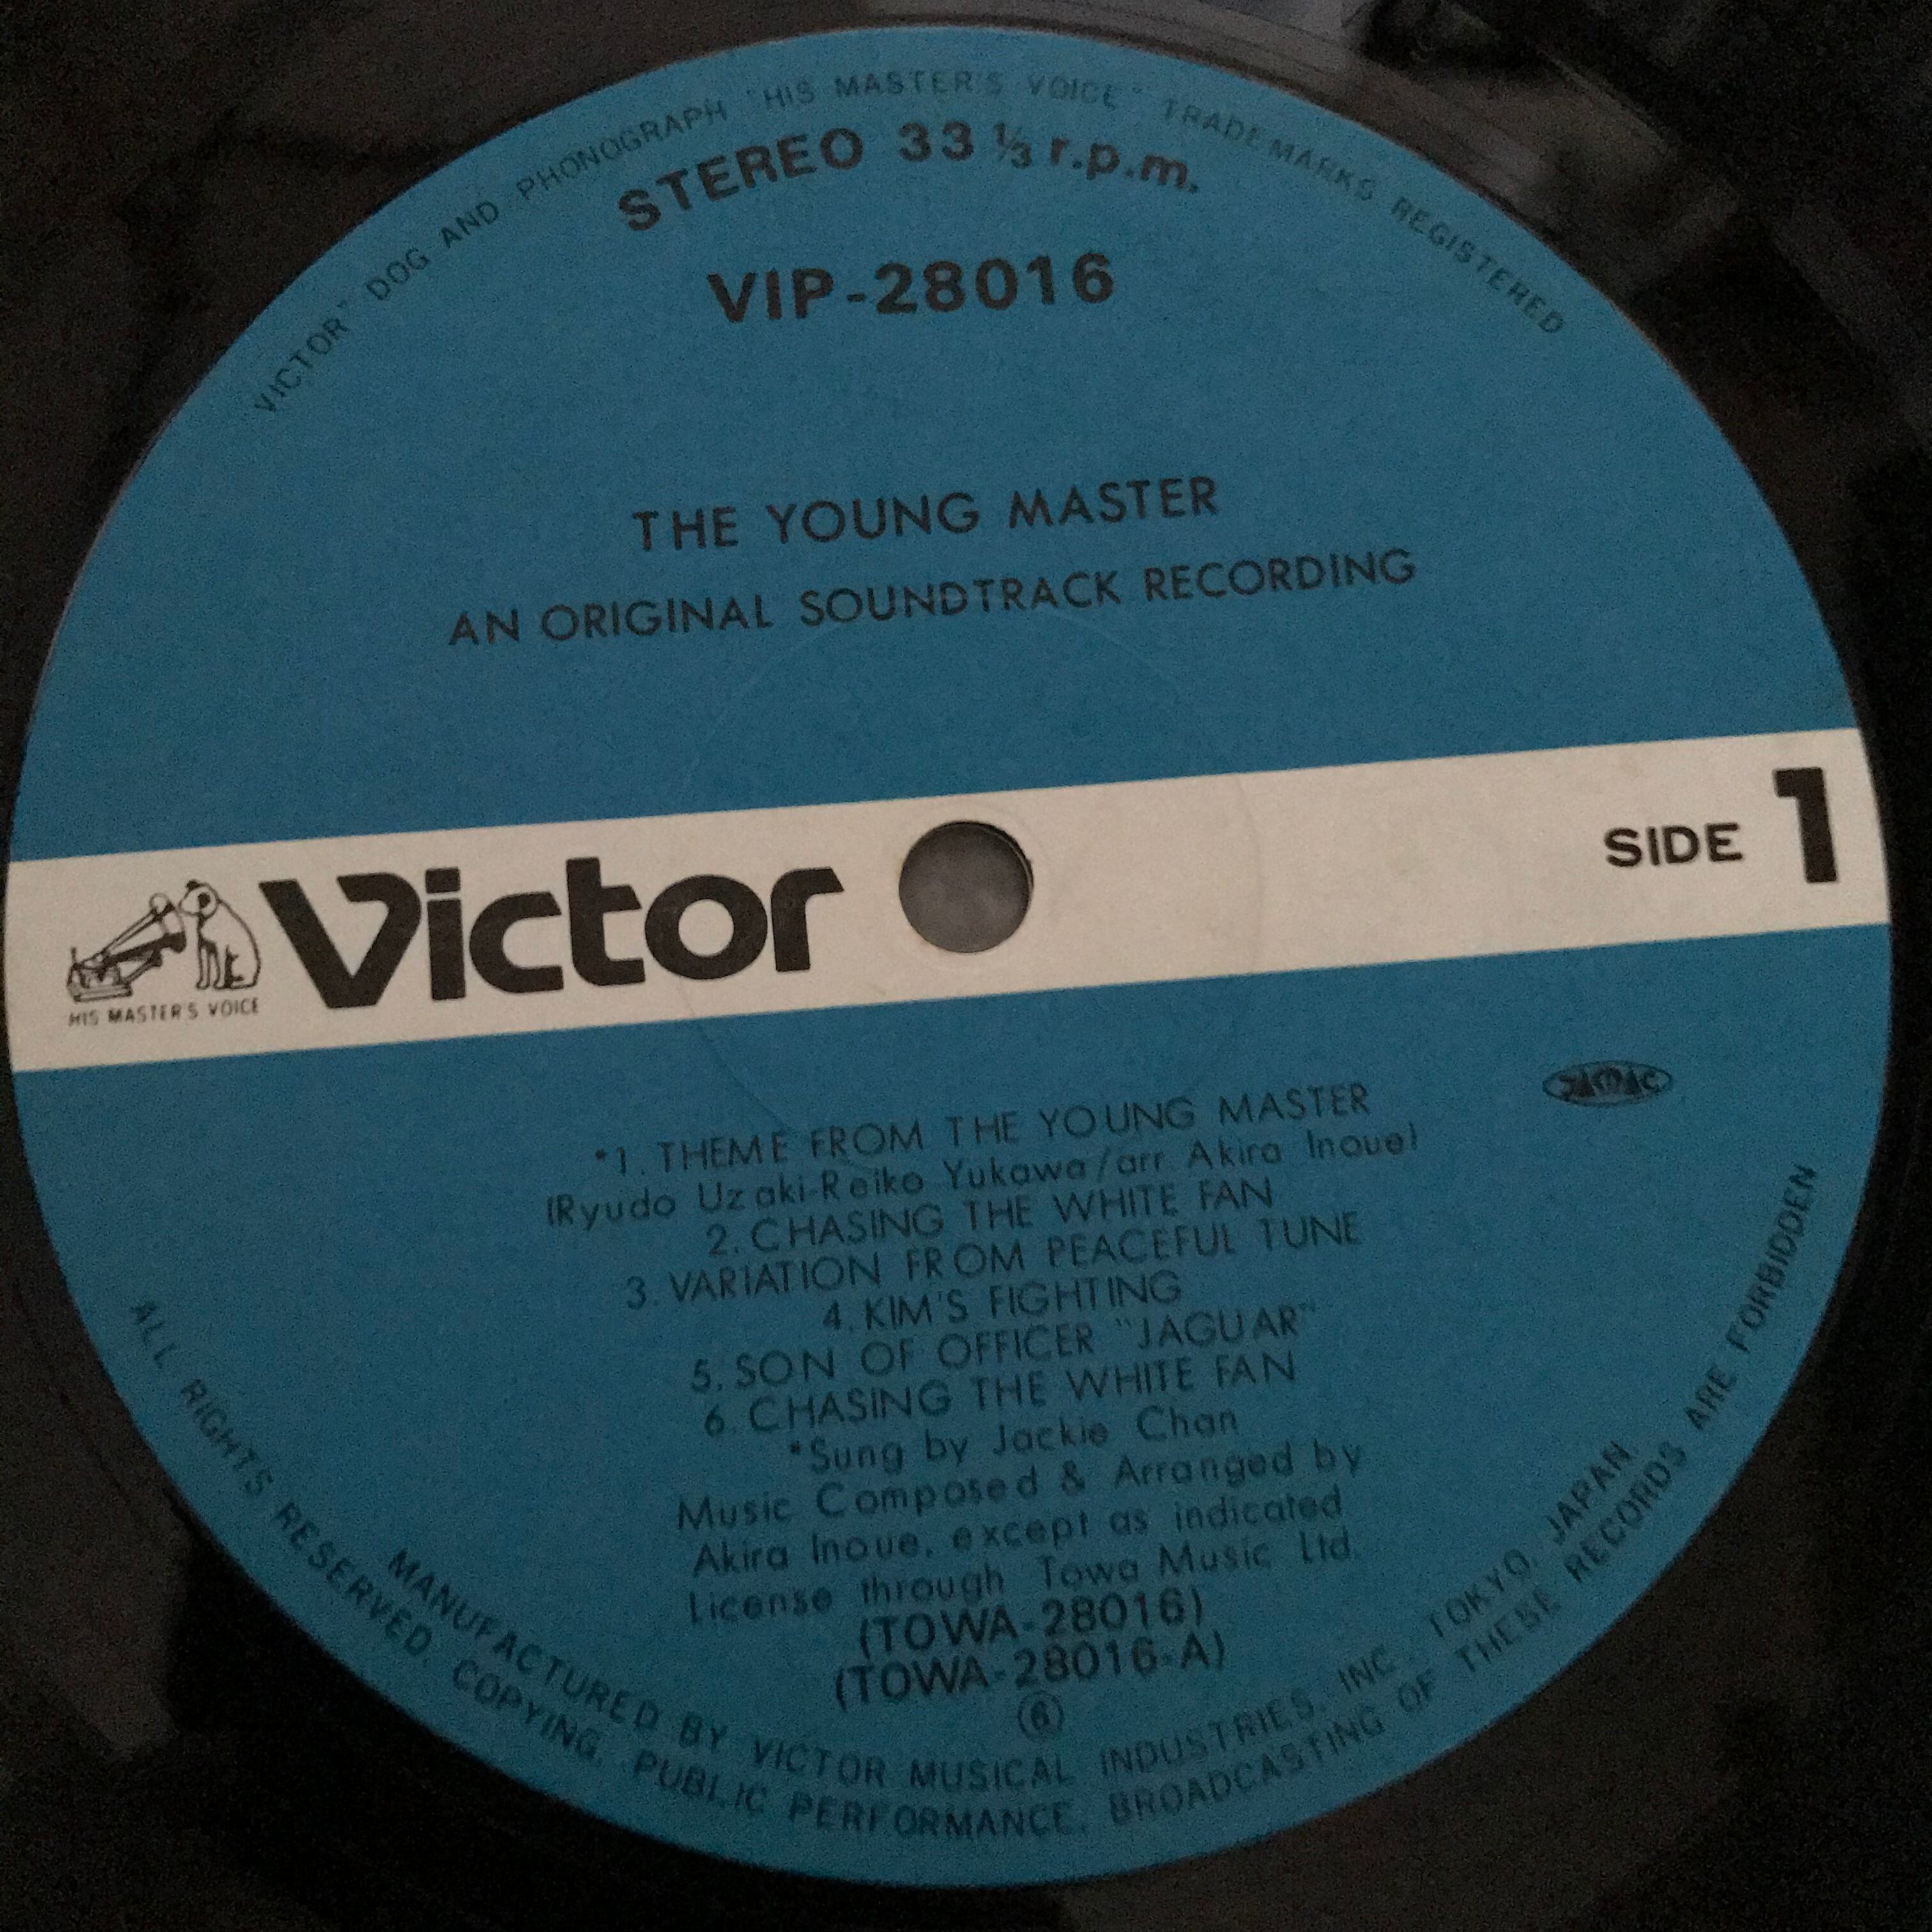 VICTOR" DOG AND PHONOGRAPH "HIS MASTER'S VOICE" TRADE MARKS REGISTERED
STEREO 33 ⅓ r.p.m.
VIP-28016
THE YOUNG MASTER
AN ORIGINAL SOUNDTRACK RECORDING
HIS MASTER'S VOICE
Victor
SIDE 1
*1. THEME FROM THE YOUNG MASTER
(Ryudo Uzaki-Reiko Yukawa/arr. Akira Inoue)
2. CHASING THE WHITE FAN
3. VARIATION FROM PEACEFUL TUNE
4. KIM'S FIGHTING
5. SON OF OFFICER "JAGUAR"
6. CHASING THE WHITE FAN
*Sung by Jackie Chan
Music Composed & Arranged by
Akira Inoue, except as indicated
License through Towa Music Ltd.
(TOWA-28016)
(TOWA-28016-A)
⑥
MANUFACTURED BY VICTOR MUSICAL INDUSTRIES, INC. TOKYO, JAPAN
ALL RIGHTS RESERVED. COPYING, PUBLIC PERFORMANCE, BROADCASTING OF THESE RECORDS ARE FORBIDDEN